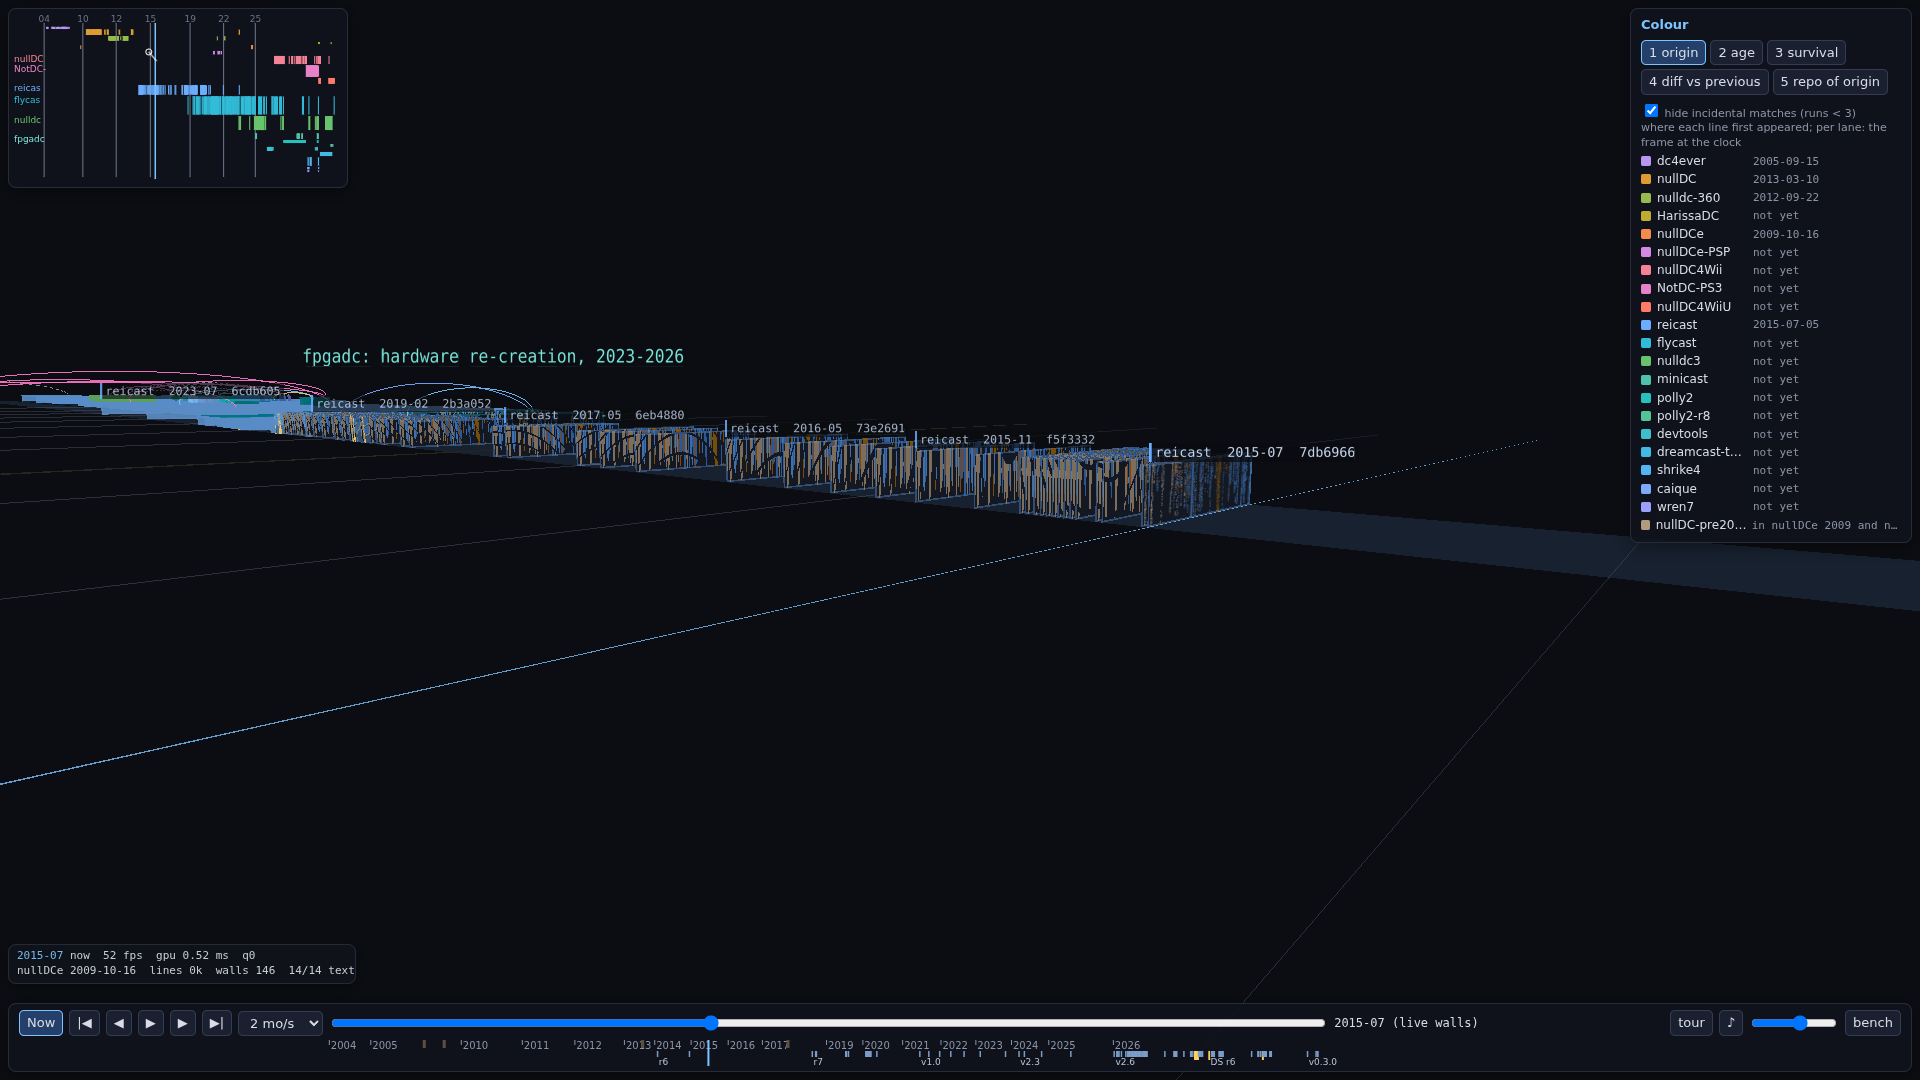 04 10 12 15 19 22 25
nullDC
NotDC-
reicas
flycas
nulldc
fpgadc
fpgadc: hardware re-creation, 2023-2026
reicast 2023-07 6cdb605
reicast 2019-02 2b3a052
reicast 2017-05 6eb4880
reicast 2016-05 73e2691
reicast 2015-11 f5f3332
reicast 2015-07 7db6966
Colour
1 origin
2 age
3 survival
4 diff vs previous
5 repo of origin
hide incidental matches (runs < 3)
where each line first appeared; per lane: the
frame at the clock
dc4ever 2005-09-15
nullDC 2013-03-10
nulldc-360 2012-09-22
HarissaDC not yet
nullDCe 2009-10-16
nullDCe-PSP not yet
nullDC4Wii not yet
NotDC-PS3 not yet
nullDC4WiiU not yet
reicast 2015-07-05
flycast not yet
nulldc3 not yet
minicast not yet
polly2 not yet
polly2-r8 not yet
devtools not yet
dreamcast-t... not yet
shrike4 not yet
caique not yet
wren7 not yet
nullDC-pre20... in nullDCe 2009 and n...
2015-07 now 52 fps gpu 0.52 ms q0
nullDCe 2009-10-16 lines 0k walls 146 14/14 text
Now
2 mo/s
2015-07 (live walls)
tour
♪
bench
2004 2005 2010 2011 2012 2013 2014 2015 2016 2017 2019 2020 2021 2022 2023 2024 2025 2026
r6 r7 v1.0 v2.3 v2.6 DS r6 v0.3.0